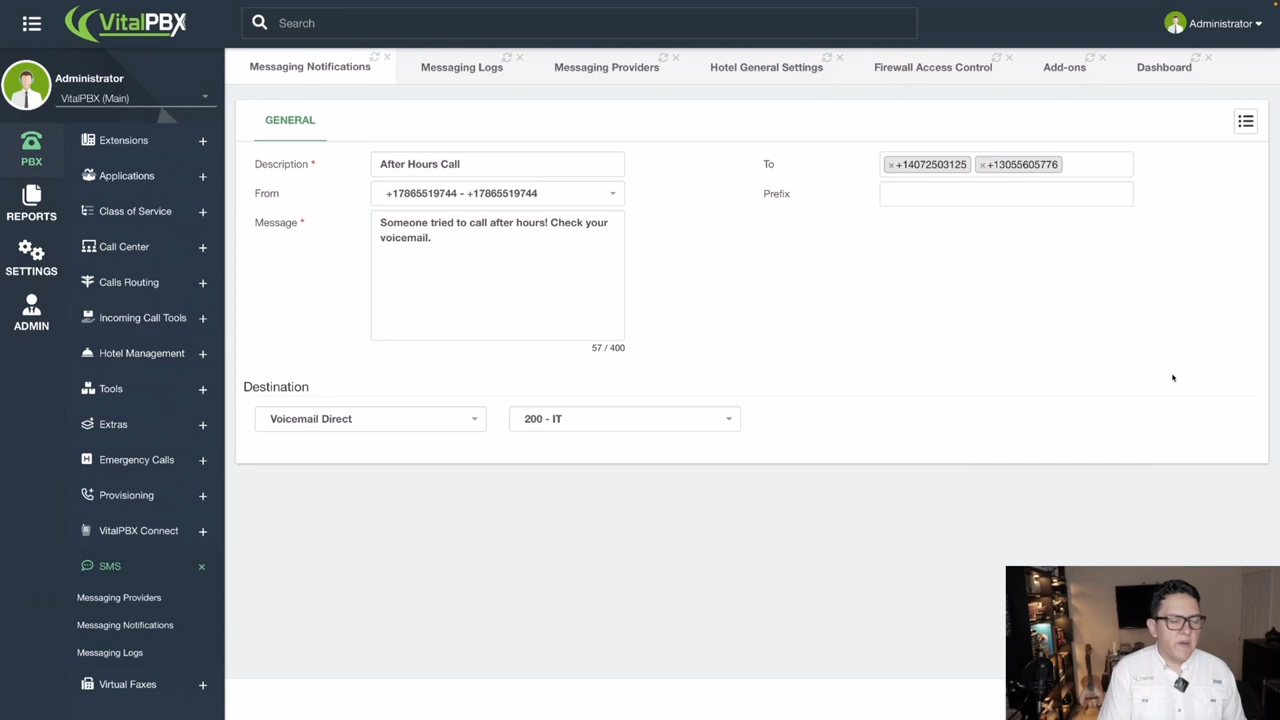 VitalPBX
Search
Administrator
Administrator
VitalPBX (Main)
Messaging Notifications
Messaging Logs
Messaging Providers
Hotel General Settings
Firewall Access Control
Add-ons
Dashboard
PBX
REPORTS
SETTINGS
ADMIN
Extensions
Applications
Class of Service
Call Center
Calls Routing
Incoming Call Tools
Hotel Management
Tools
Extras
Emergency Calls
Provisioning
VitalPBX Connect
SMS
Messaging Providers
Messaging Notifications
Messaging Logs
Virtual Faxes
GENERAL
Description *
After Hours Call
To
× +14072503125 × +13055605776
From
+17865519744 - +17865519744
Prefix
Message *
Someone tried to call after hours! Check your
voicemail.
57 / 400
Destination
Voicemail Direct
200 - IT